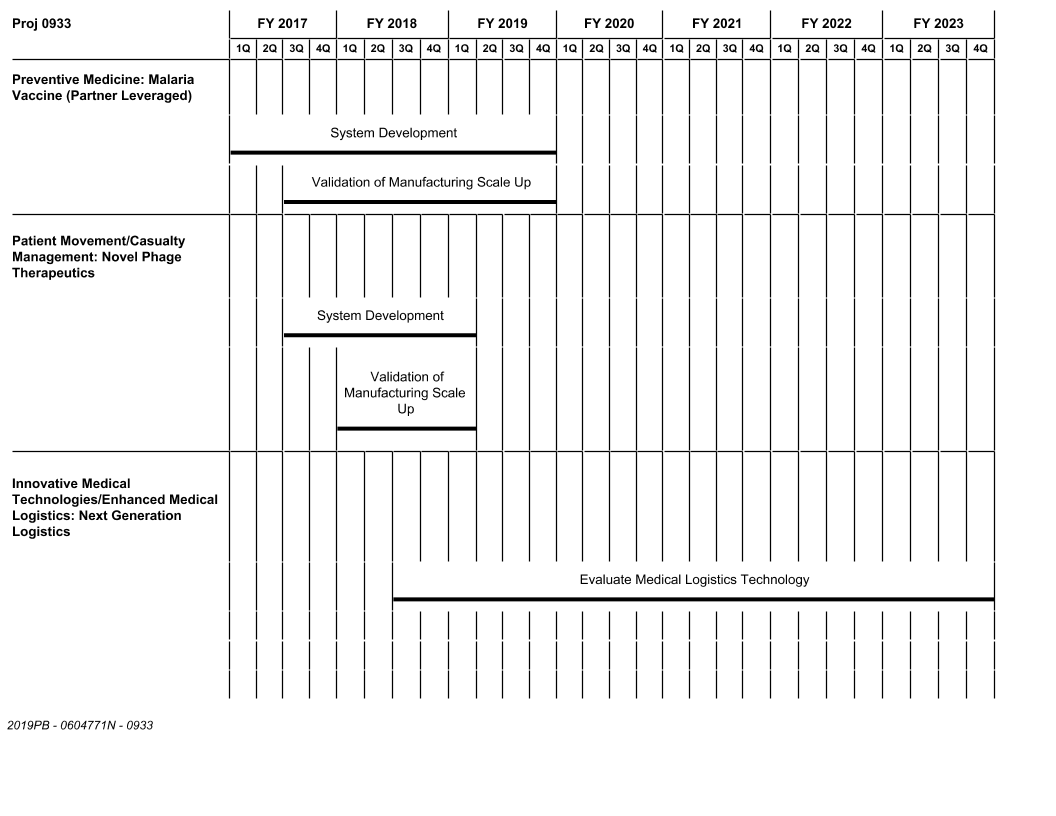 Proj 0933 FY 2017 FY 2018 FY 2019 FY 2020 FY 2021 FY 2022 FY 2023
1Q 2Q 3Q 4Q 1Q 2Q 3Q 4Q 1Q 2Q 3Q 4Q 1Q 2Q 3Q 4Q 1Q 2Q 3Q 4Q 1Q 2Q 3Q 4Q 1Q 2Q 3Q 4Q
Preventive Medicine: Malaria
Vaccine (Partner Leveraged)
System Development
Validation of Manufacturing Scale Up
Patient Movement/Casualty
Management: Novel Phage
Therapeutics
System Development
Validation of
Manufacturing Scale
Up
Innovative Medical
Technologies/Enhanced Medical
Logistics: Next Generation
Logistics
Evaluate Medical Logistics Technology
2019PB - 0604771N - 0933